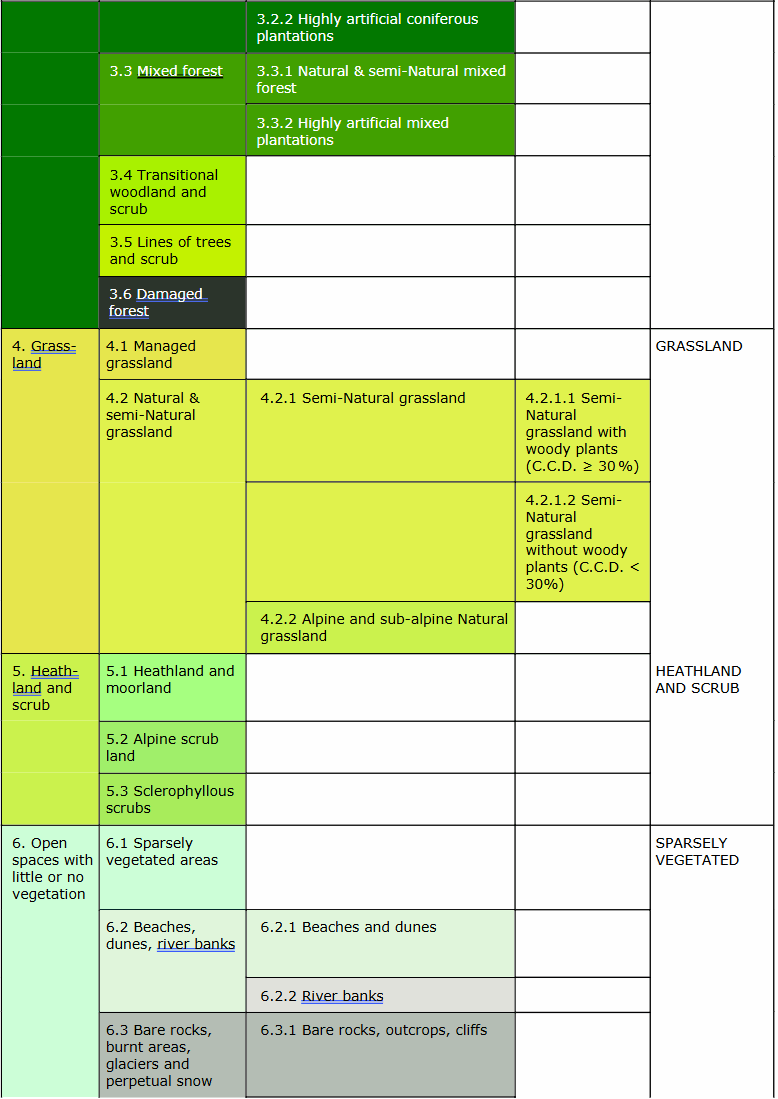 3.2.2 Highly artificial coniferous
plantations
3.3 Mixed forest
3.3.1 Natural & semi-Natural mixed
forest
3.3.2 Highly artificial mixed
plantations
3.4 Transitional
woodland and
scrub
3.5 Lines of trees
and scrub
3.6 Damaged
forest
4. Grass-
land
4.1 Managed
grassland
GRASSLAND
4.2 Natural &
semi-Natural
grassland
4.2.1 Semi-Natural grassland
4.2.1.1 Semi-
Natural
grassland with
woody plants
(C.C.D. ≥ 30 %)
4.2.1.2 Semi-
Natural
grassland
without woody
plants (C.C.D. <
30%)
4.2.2 Alpine and sub-alpine Natural
grassland
5. Heath-
land and
scrub
5.1 Heathland and
moorland
HEATHLAND
AND SCRUB
5.2 Alpine scrub
land
5.3 Sclerophyllous
scrubs
6. Open
spaces with
little or no
vegetation
6.1 Sparsely
vegetated areas
SPARSELY
VEGETATED
6.2 Beaches,
dunes, river banks
6.2.1 Beaches and dunes
6.2.2 River banks
6.3 Bare rocks,
burnt areas,
glaciers and
perpetual snow
6.3.1 Bare rocks, outcrops, cliffs